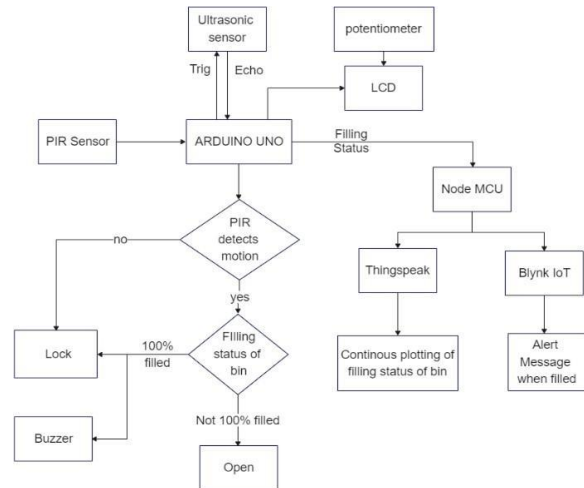 Ultrasonic
sensor
potentiometer
Trig
Echo
LCD
PIR Sensor
ARDUINO UNO
Filling
Status
Node MCU
PIR
detects
motion
no
Thingspeak
Blynk IoT
yes
Lock
100%
filled
FIlling
status of
bin
Continous plotting of
filling status of bin
Alert
Message
when filled
Not 100% filled
Buzzer
Open